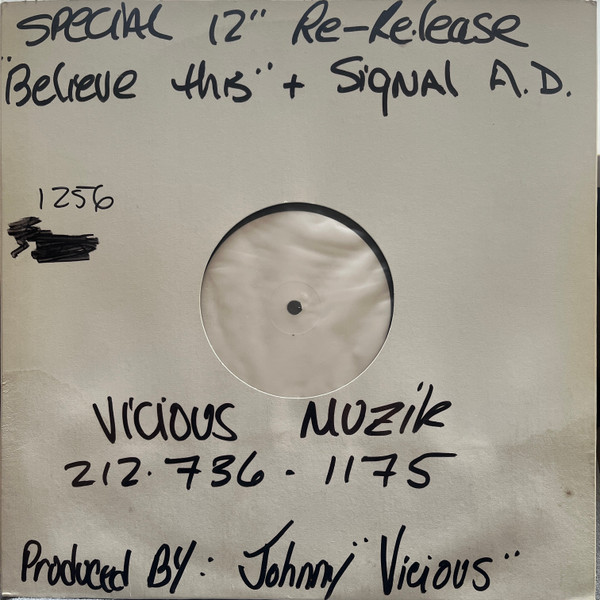 SPECIAL 12" Re-Release
"Believe this" + Signal A.D.
1256
Vicious Muzik
212.736-1175
Produced BY: Johnny "Vicious"